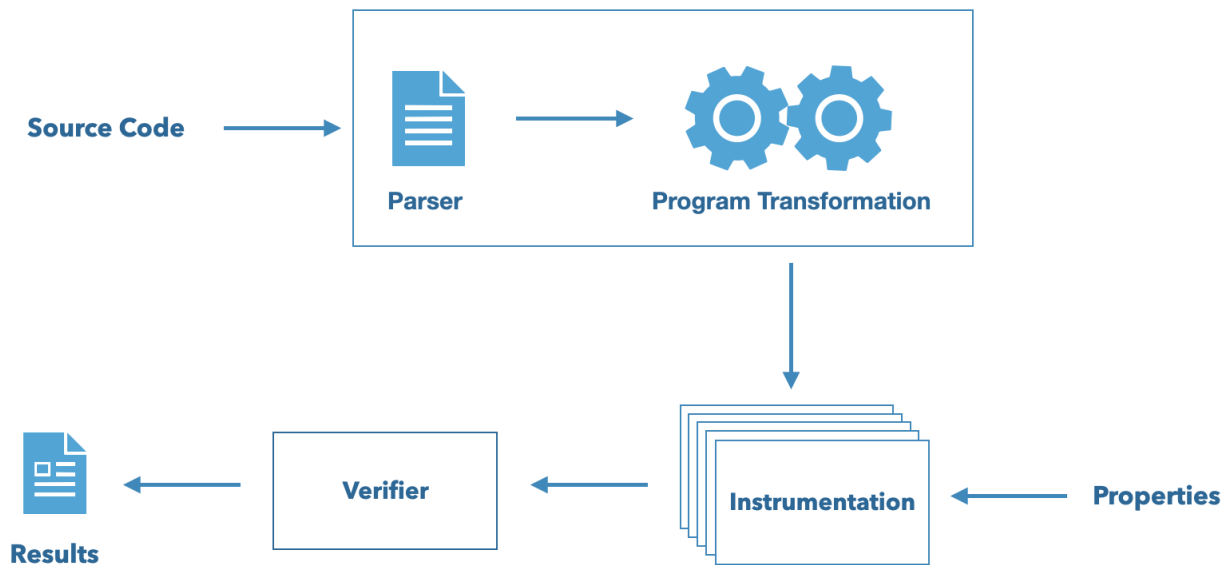 Source Code
Parser
Program Transformation
Verifier
Instrumentation
Properties
Results